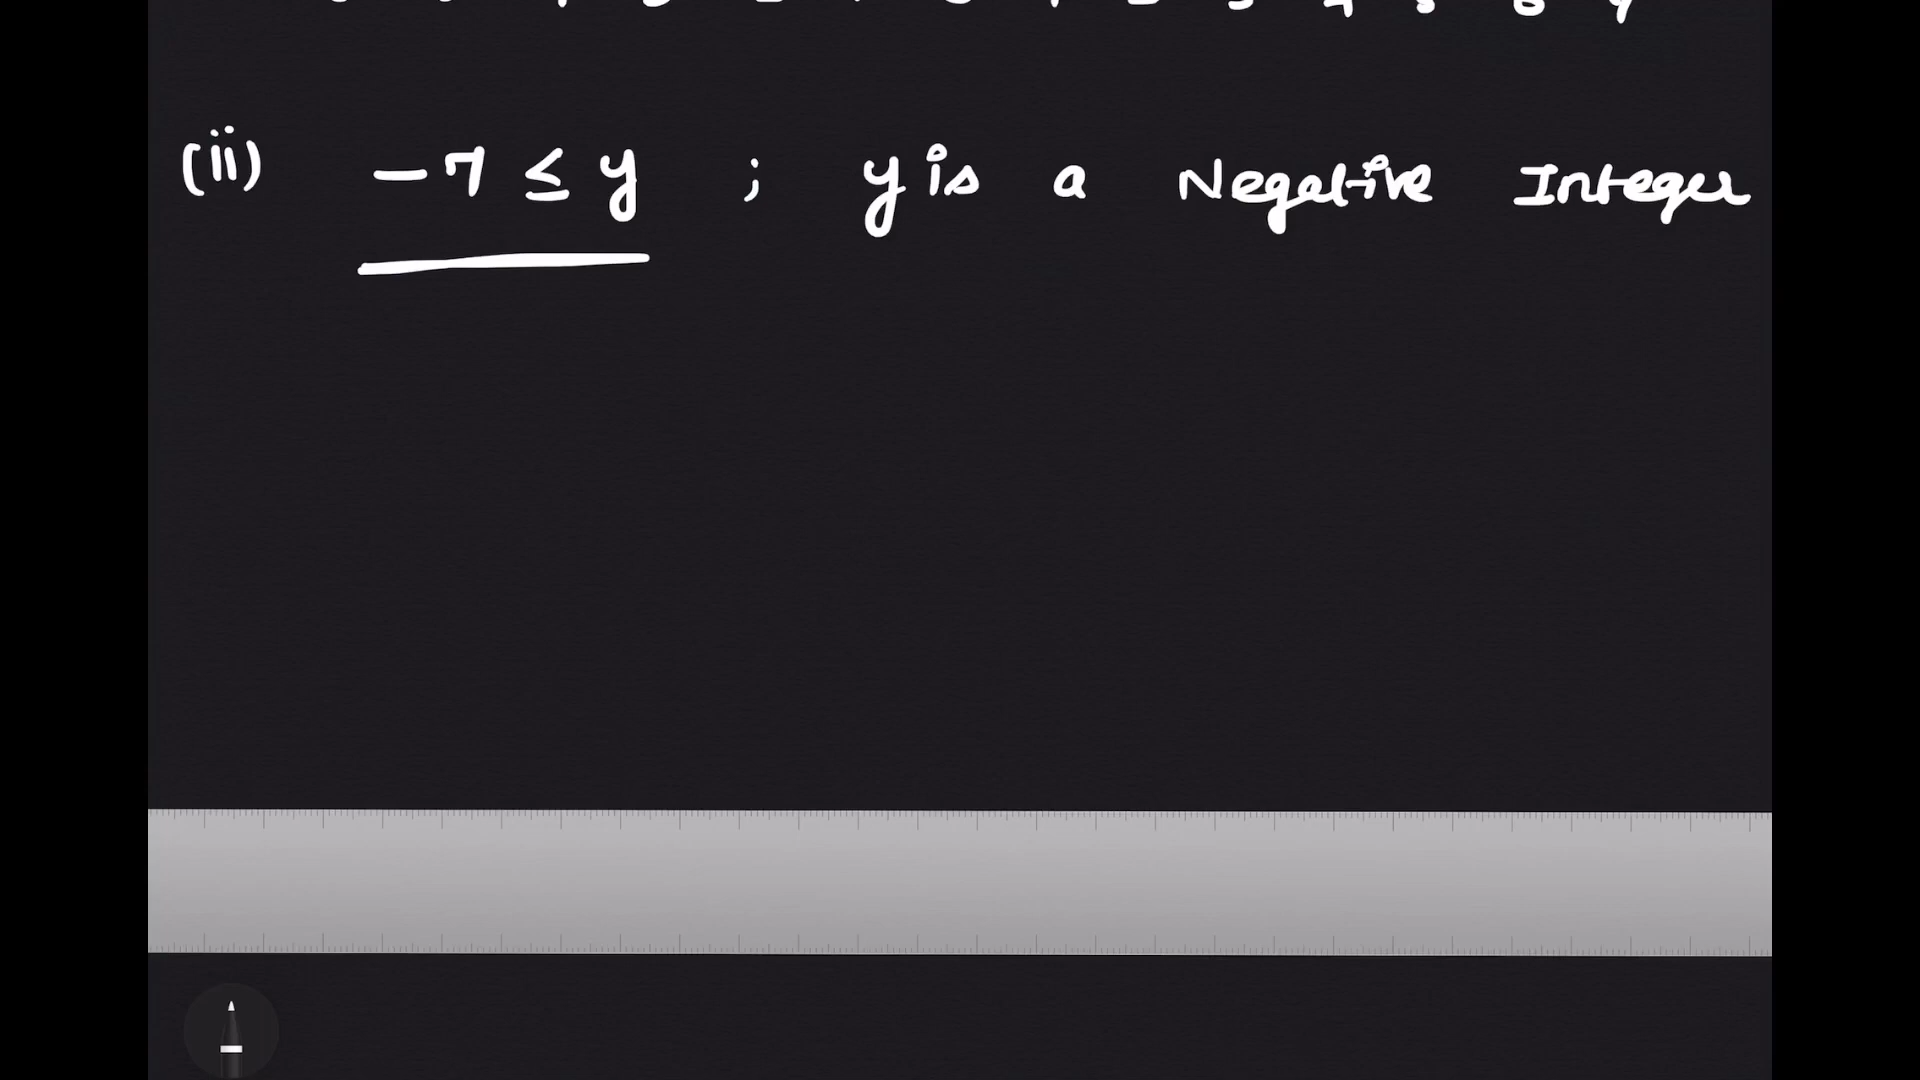 (ii) -7 ≤ y ; y is a Negative Integer